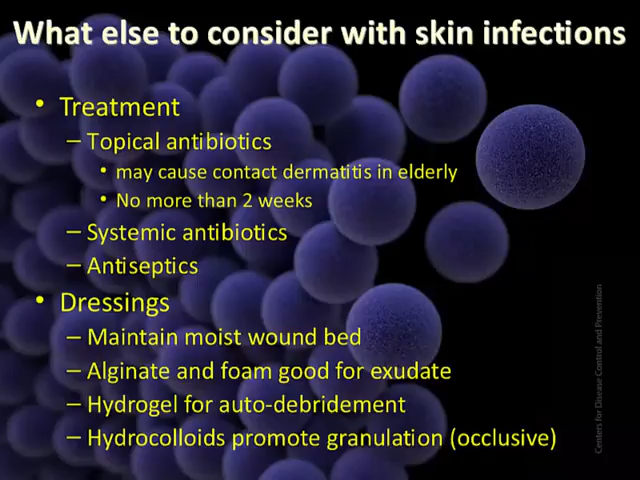 What else to consider with skin infections
• Treatment
– Topical antibiotics
• may cause contact dermatitis in elderly
• No more than 2 weeks
– Systemic antibiotics
– Antiseptics
• Dressings
– Maintain moist wound bed
– Alginate and foam good for exudate
– Hydrogel for auto-debridement
– Hydrocolloids promote granulation (occlusive)
Centers for Disease Control and Prevention